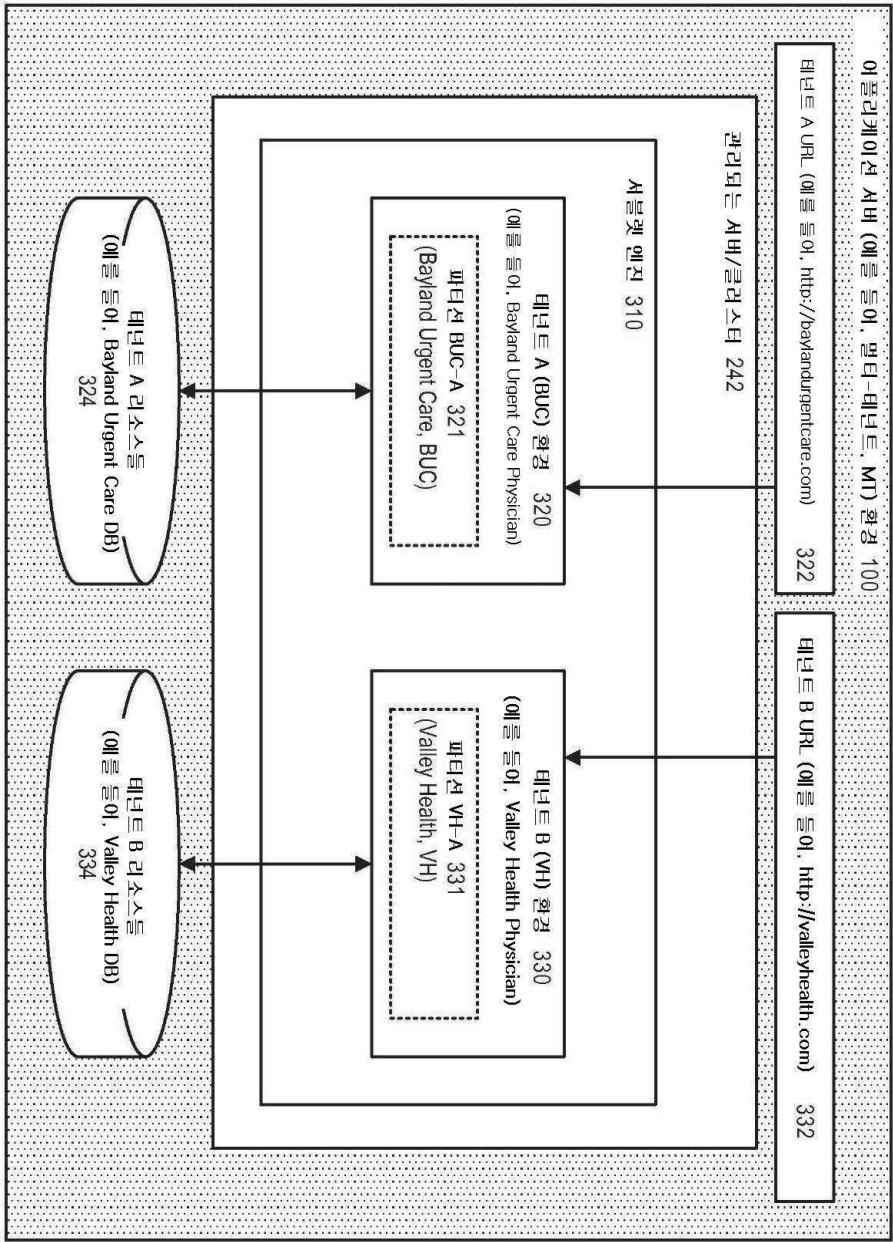 어플리케이션 서버 (예를 들어, 멀티-테넌트, MT) 환경 100
테넌트 A URL (예를 들어, http://baylandurgentcare.com) 322
테넌트 B URL (예를 들어, http://valleyhealth.com) 332
관리되는 서버/클러스터 242
서블렛 엔진 310
테넌트 A (BUC) 환경 320
(예를 들어, Bayland Urgent Care Physician)
파티션 BUC-A 321
(Bayland Urgent Care, BUC)
테넌트 B (VH) 환경 330
(예를 들어, Valley Health Physician)
파티션 VH-A 331
(Valley Health, VH)
테넌트 A 리소스들
(예를 들어, Bayland Urgent Care DB)
324
테넌트 B 리소스들
(예를 들어, Valley Health DB)
334